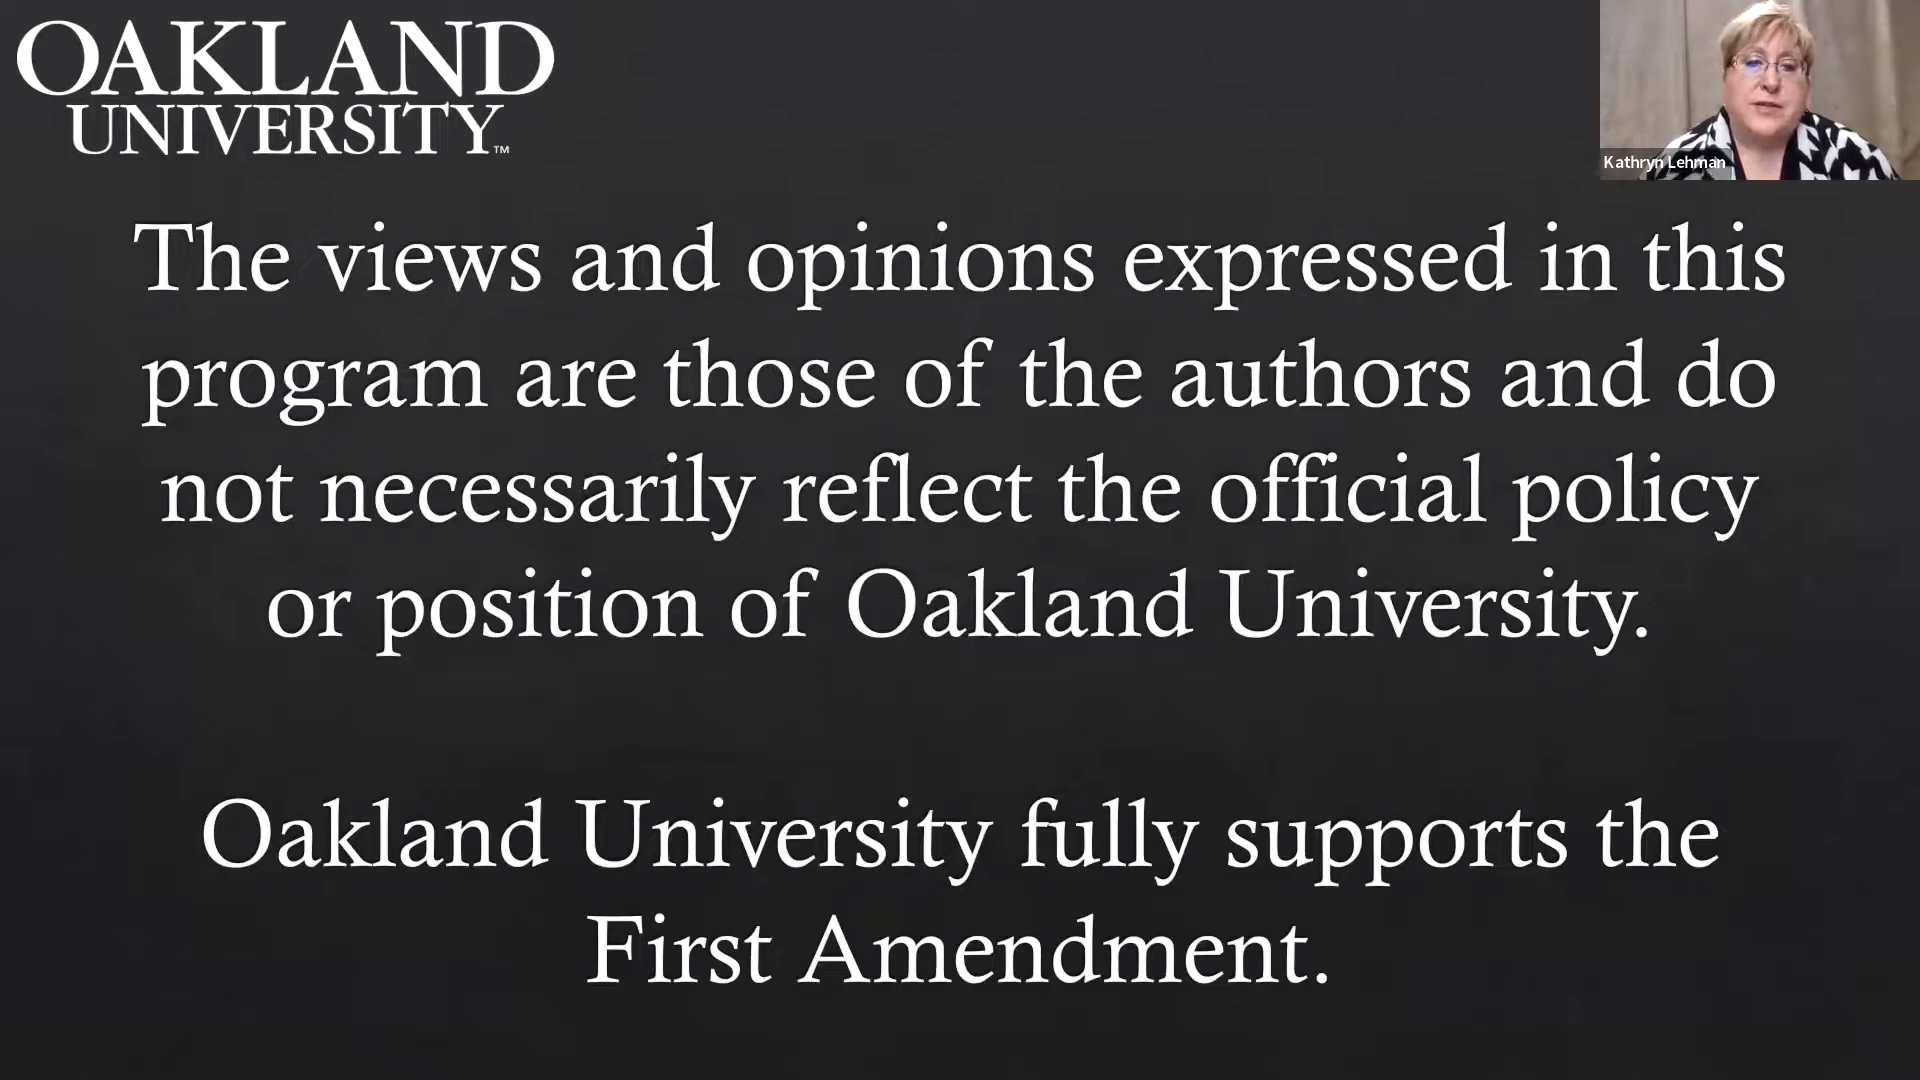 OAKLAND
UNIVERSITY™
Kathryn Lehman
The views and opinions expressed in this
program are those of the authors and do
not necessarily reflect the official policy
or position of Oakland University.
Oakland University fully supports the
First Amendment.